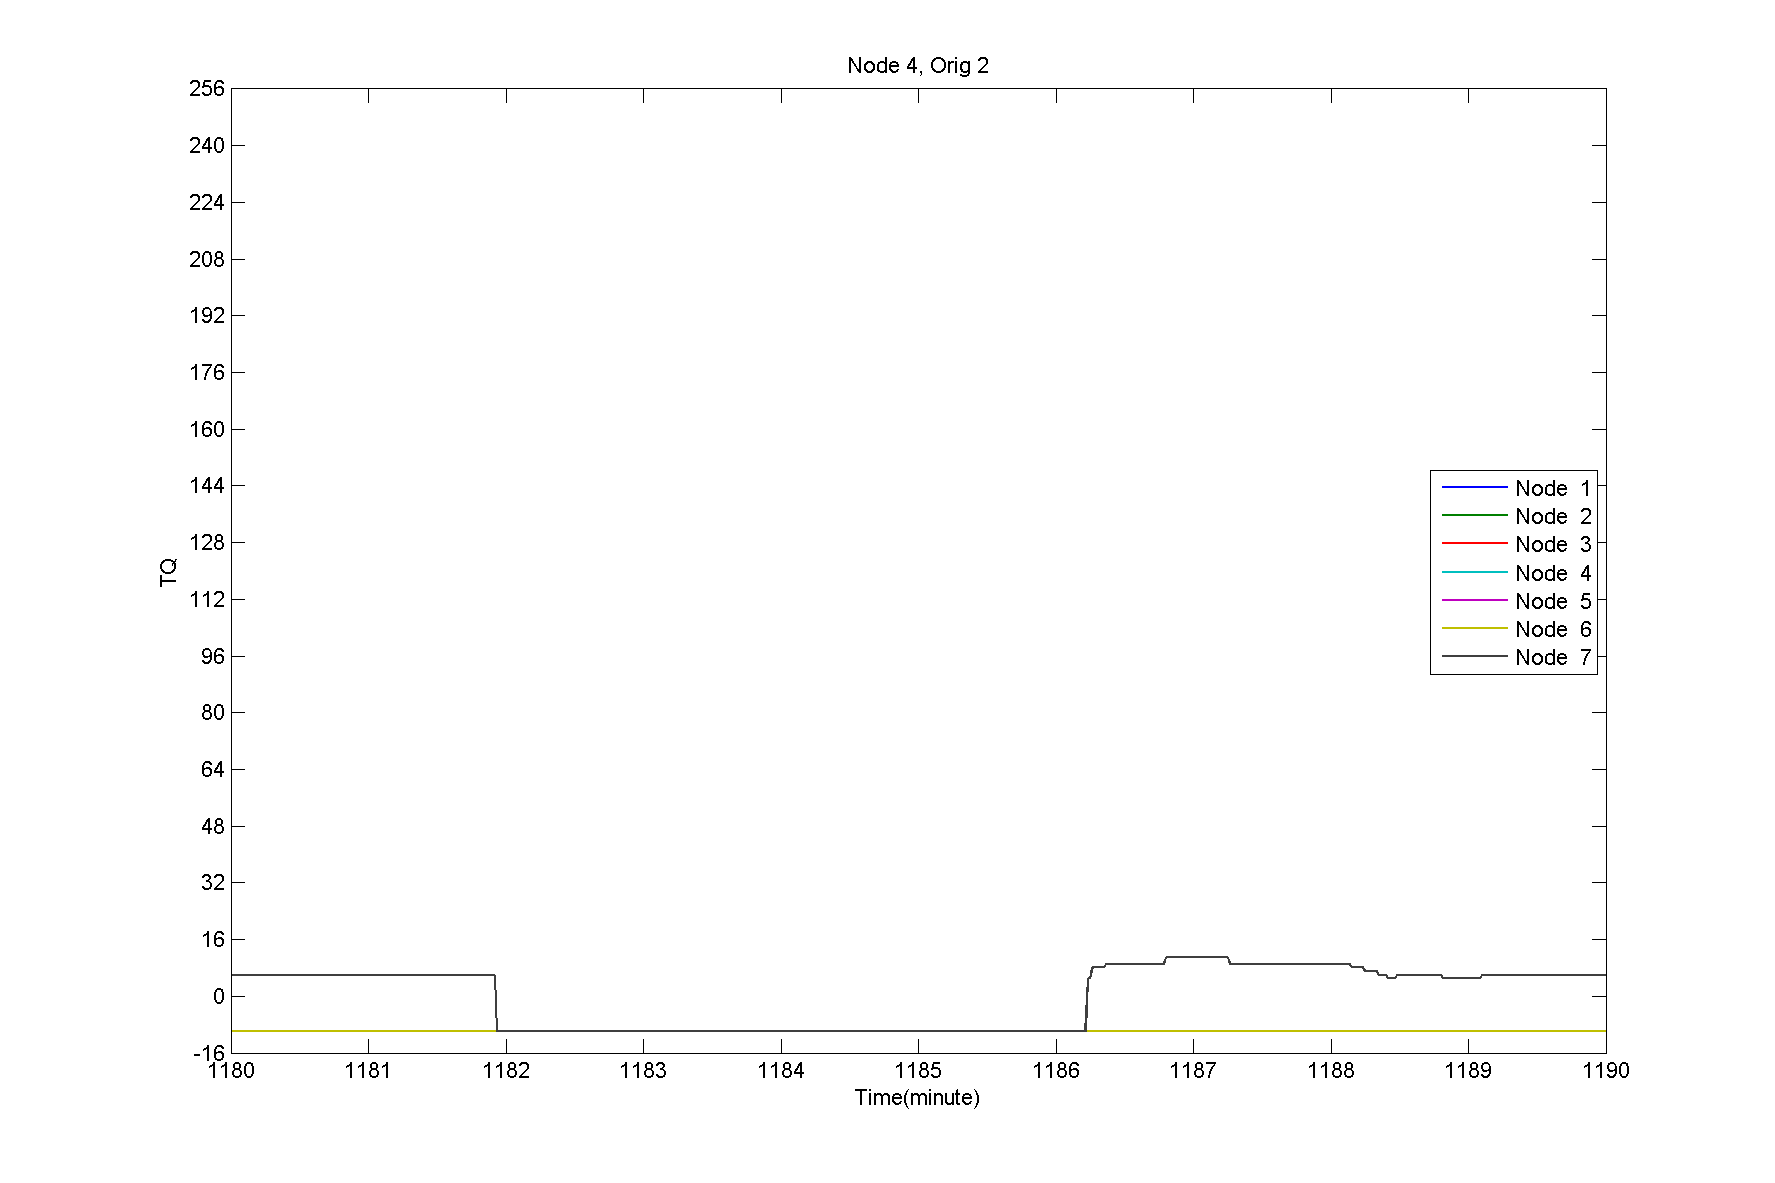 Node 4, Orig 2
256
240
224
208
192
176
160
144
128
112
96
80
64
48
32
16
0
-16
TQ
Node 1
Node 2
Node 3
Node 4
Node 5
Node 6
Node 7
1180 1181 1182 1183 1184 1185 1186 1187 1188 1189 1190
Time(minute)